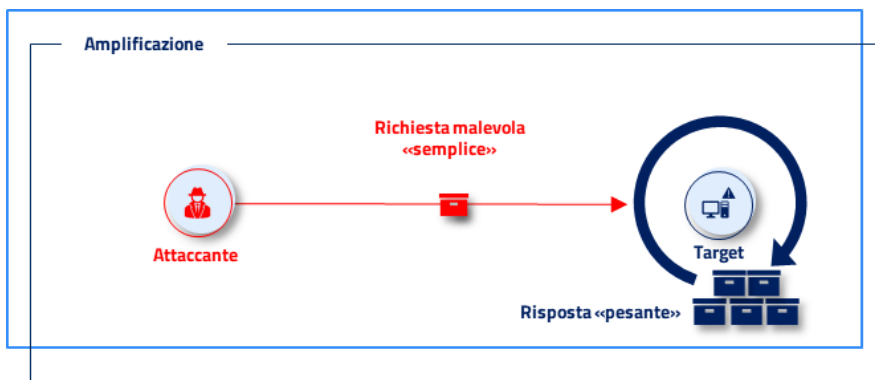 Amplificazione
Richiesta malevola
«semplice»
Attaccante
Target
Risposta «pesante»